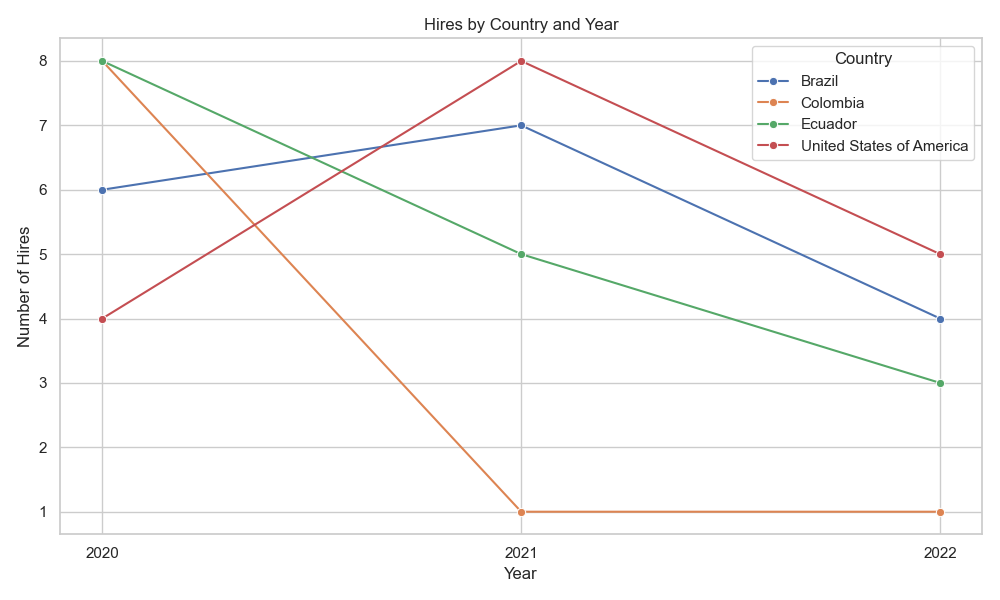 Hires by Country and Year
Number of Hires
8
7
6
5
4
3
2
1
Country
Brazil
Colombia
Ecuador
United States of America
2020
2021
2022
Year